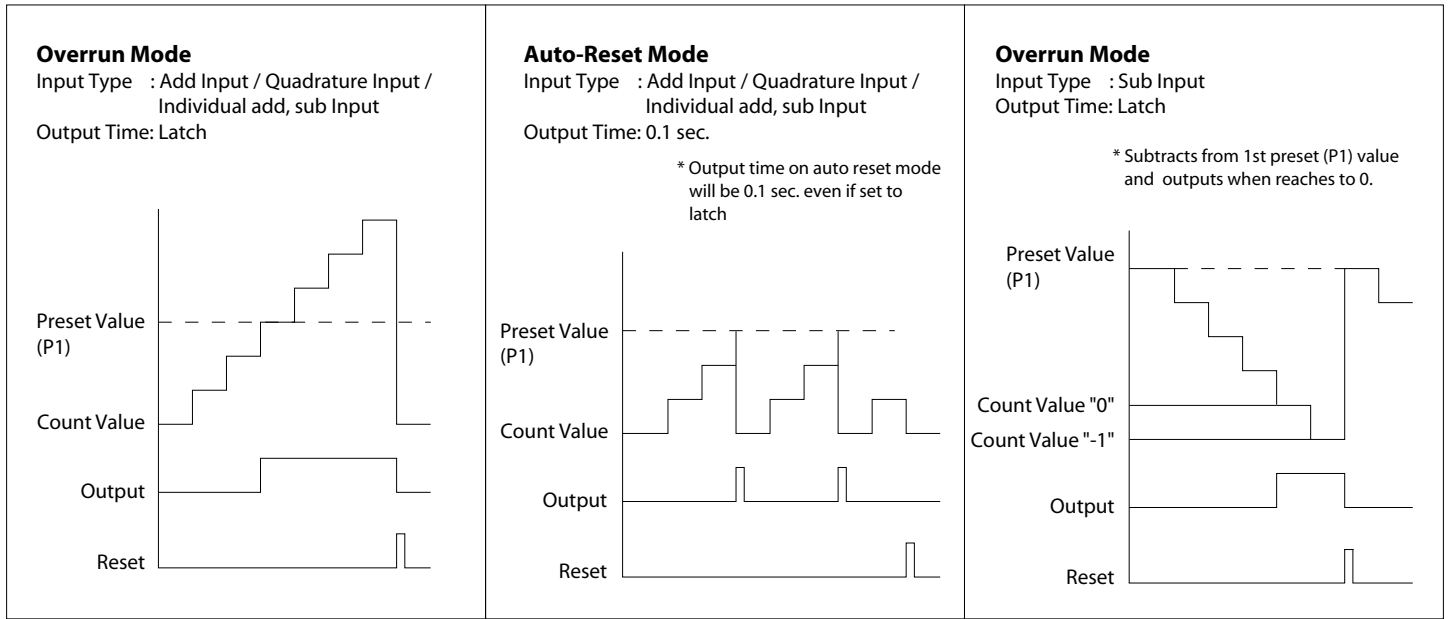 Overrun Mode
Input Type : Add Input / Quadrature Input /
Individual add, sub Input
Output Time: Latch
Preset Value
(P1)
Count Value
Output
Reset
Auto-Reset Mode
Input Type : Add Input / Quadrature Input /
Individual add, sub Input
Output Time: 0.1 sec.
* Output time on auto reset mode
will be 0.1 sec. even if set to
latch
Preset Value
(P1)
Count Value
Output
Reset
Overrun Mode
Input Type : Sub Input
Output Time: Latch
* Subtracts from 1st preset (P1) value
and outputs when reaches to 0.
Preset Value
(P1)
Count Value "0"
Count Value "-1"
Output
Reset